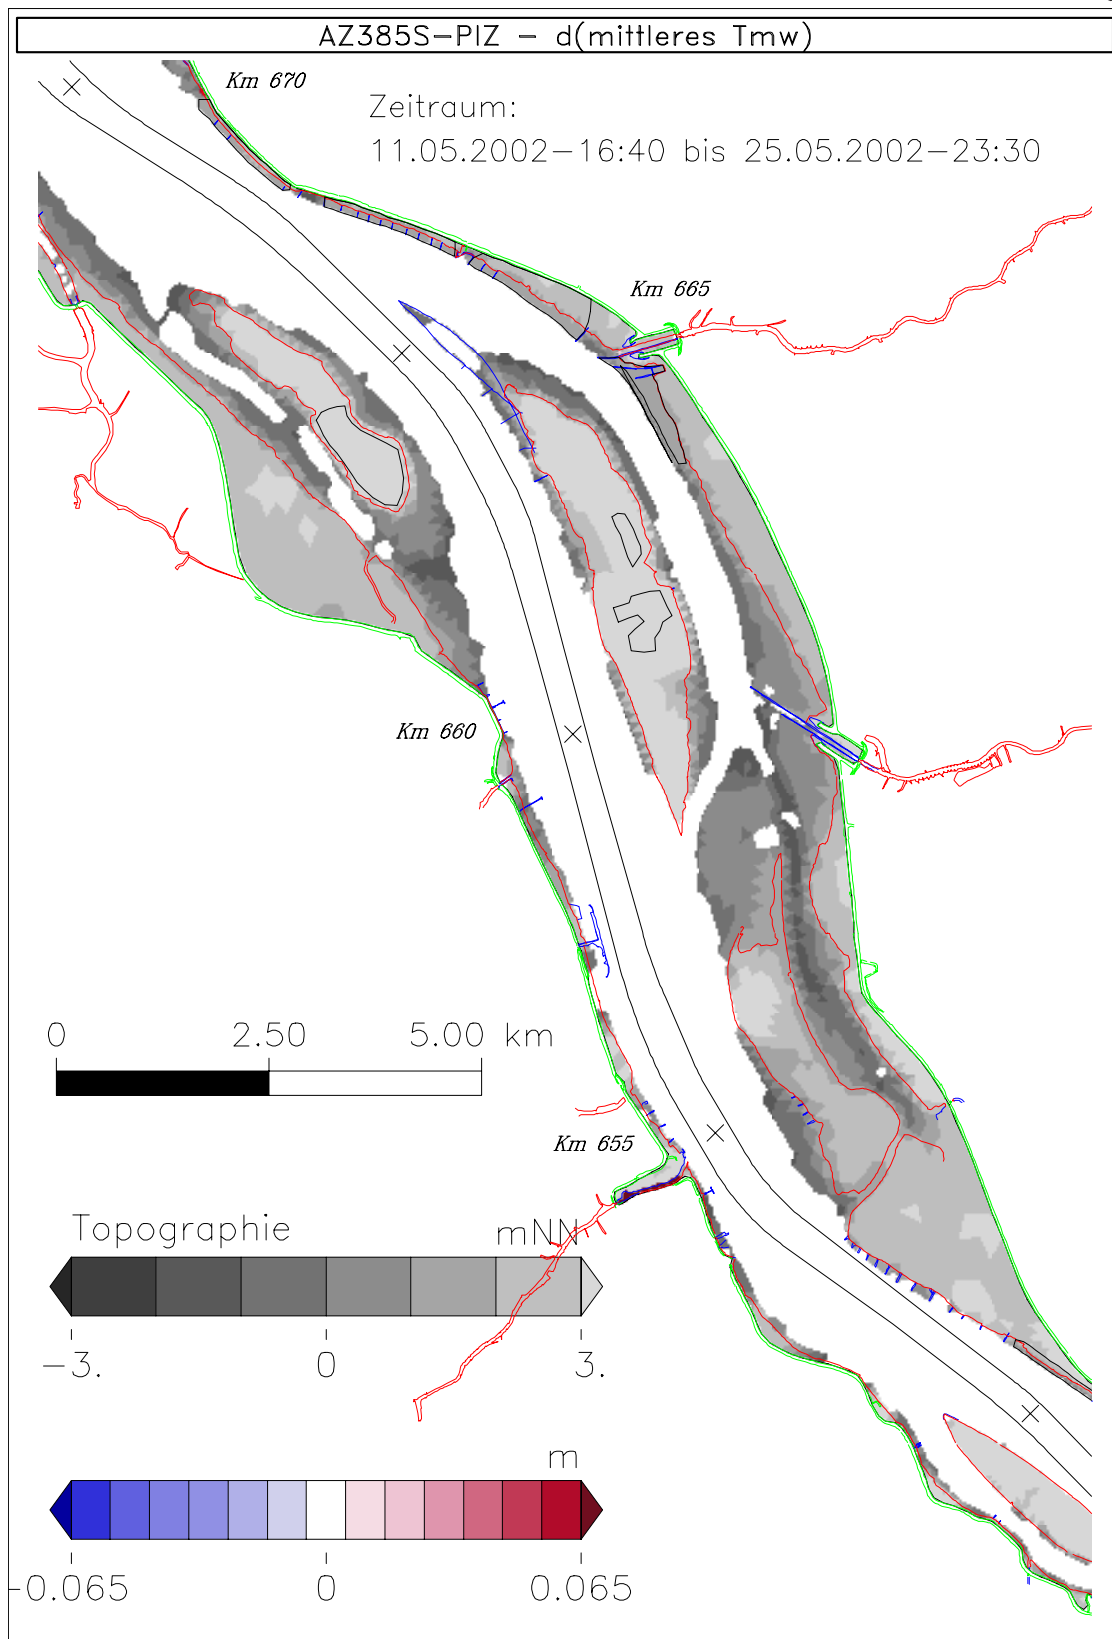 AZ385S-PIZ - d(mittleres Tmw)
Km 670
Zeitraum:
11.05.2002-16:40 bis 25.05.2002-23:30
Km 665
Km 660
0 2.50 5.00 km
Km 655
Topographie mNN
-3. 0 3.
m
-0.065 0 0.065